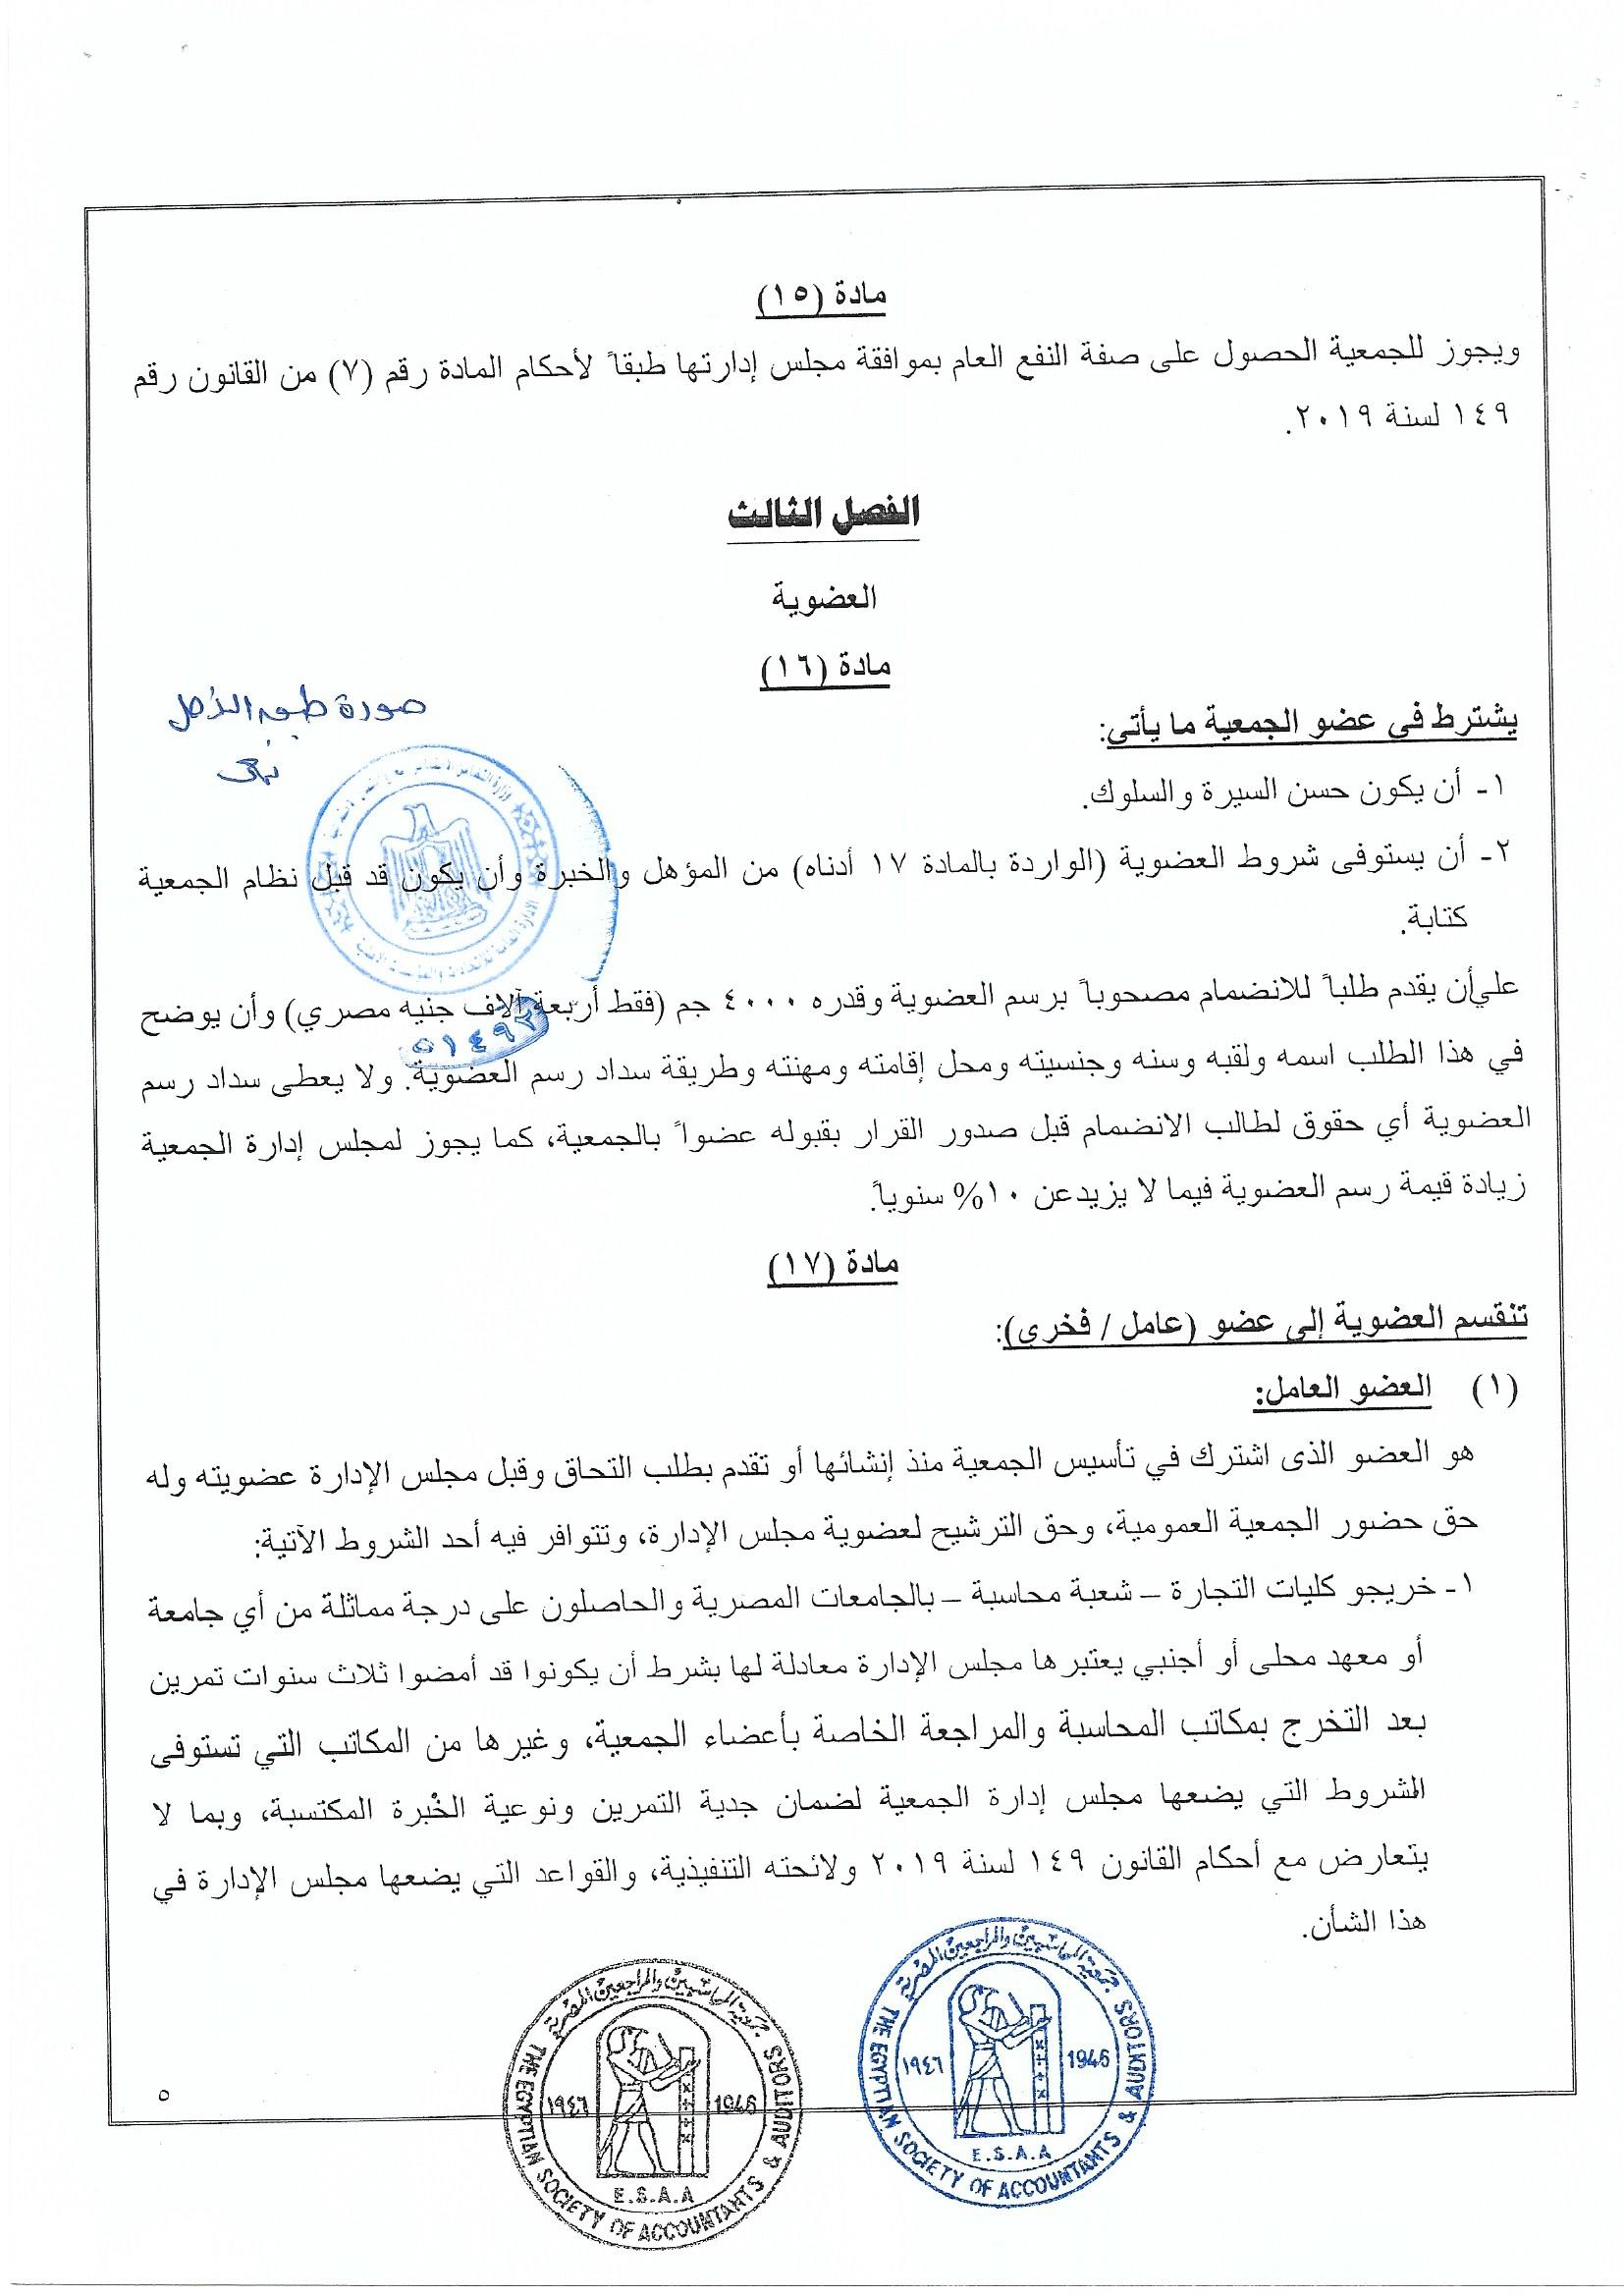 مادة (١٥)
ويجوز للجمعية الحصول على صفة النفع العام بموافقة مجلس إدارتها طبقاً لأحكام المادة رقم (٧) من القانون رقم
١٤٩ لسنة ٢٠١٩.
الفصل الثالث
العضوية
مادة (١٦)
صورة طبق الأصل
يشترط فى عضو الجمعية ما يأتى:
١- أن يكون حسن السيرة والسلوك.
٢- أن يستوفى شروط العضوية (الواردة بالمادة ١٧ أدناه) من المؤهل والخبرة وأن يكون قد قبل نظام الجمعية
كتابة.
علي أن يقدم طلباً للانضمام مصحوباً برسم العضوية وقدره ٤٠٠٠ جم (فقط أربعة آلاف جنيه مصري) وأن يوضح
في هذا الطلب اسمه ولقبه وسنه وجنسيته ومحل إقامته ومهنته وطريقة سداد رسم العضوية. ولا يعطى سداد رسم
العضوية أي حقوق لطالب الانضمام قبل صدور القرار بقبوله عضواً بالجمعية، كما يجوز لمجلس إدارة الجمعية
زيادة قيمة رسم العضوية فيما لا يزيد عن ١٠% سنوياً.
مادة (١٧)
تنقسم العضوية إلى عضو (عامل / فخرى):
(١) العضو العامل:
هو العضو الذى اشترك في تأسيس الجمعية منذ إنشائها أو تقدم بطلب التحاق وقبل مجلس الإدارة عضويته وله
حق حضور الجمعية العمومية، وحق الترشيح لعضوية مجلس الإدارة، وتتوافر فيه أحد الشروط الآتية:
١- خريجو كليات التجارة – شعبة محاسبة – بالجامعات المصرية والحاصلون على درجة مماثلة من أي جامعة
أو معهد محلى أو أجنبي يعتبرها مجلس الإدارة معادلة لها بشرط أن يكونوا قد أمضوا ثلاث سنوات تمرين
بعد التخرج بمكاتب المحاسبة والمراجعة الخاصة بأعضاء الجمعية، وغيرها من المكاتب التي تستوفى
الشروط التي يضعها مجلس إدارة الجمعية لضمان جدية التمرين ونوعية الخبرة المكتسبة، وبما لا
يتعارض مع أحكام القانون ١٤٩ لسنة ٢٠١٩ ولائحته التنفيذية، والقواعد التي يضعها مجلس الإدارة في
هذا الشأن.
جمعية المحاسبين والمراجعين المصرية
١٩٤٦ 1946
E.S.A.A
THE EGYPTIAN SOCIETY OF ACCOUNTANTS & AUDITORS
جمعية المحاسبين والمراجعين المصرية
١٩٤٦ 1946
E.S.A.A
THE EGYPTIAN SOCIETY OF ACCOUNTANTS & AUDITORS
٥